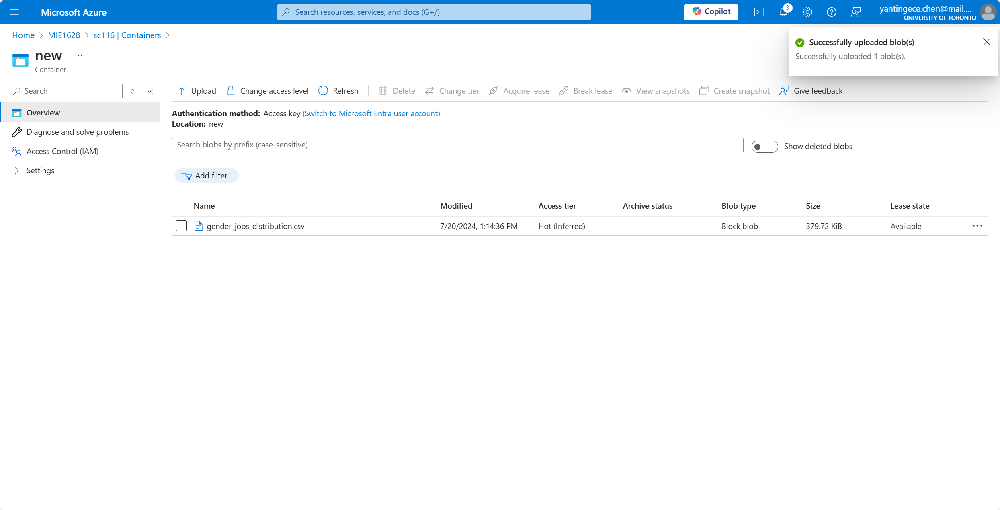 Microsoft Azure
Search resources, services, and docs (G+/)
Copilot
3
yantingece.chen@mail....
UNIVERSITY OF TORONTO
Home > MIE1628 > sc116 | Containers >
Successfully uploaded blob(s)
Successfully uploaded 1 blob(s).
new ...
Container
Search
Upload Change access level Refresh Delete Change tier Acquire lease Break lease View snapshots Create snapshot Give feedback
Overview
Diagnose and solve problems
Access Control (IAM)
Settings
Authentication method: Access key (Switch to Microsoft Entra user account)
Location: new
Search blobs by prefix (case-sensitive)
Show deleted blobs
Add filter
Name Modified Access tier Archive status Blob type Size Lease state
gender_jobs_distribution.csv 7/20/2024, 1:14:36 PM Hot (Inferred) Block blob 379.72 KiB Available